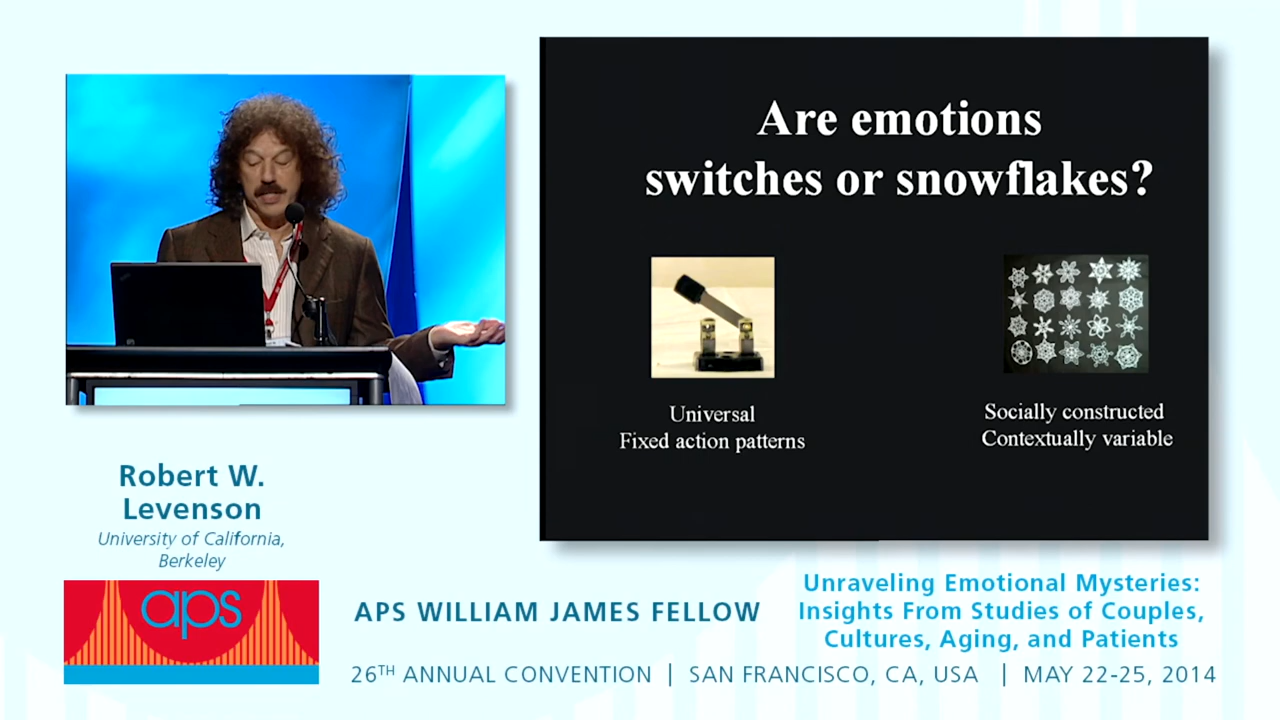 Are emotions
switches or snowflakes?
Universal
Fixed action patterns
Socially constructed
Contextually variable
Robert W.
Levenson
University of California,
Berkeley
aps
APS WILLIAM JAMES FELLOW
Unraveling Emotional Mysteries:
Insights From Studies of Couples,
Cultures, Aging, and Patients
26TH ANNUAL CONVENTION | SAN FRANCISCO, CA, USA | MAY 22-25, 2014